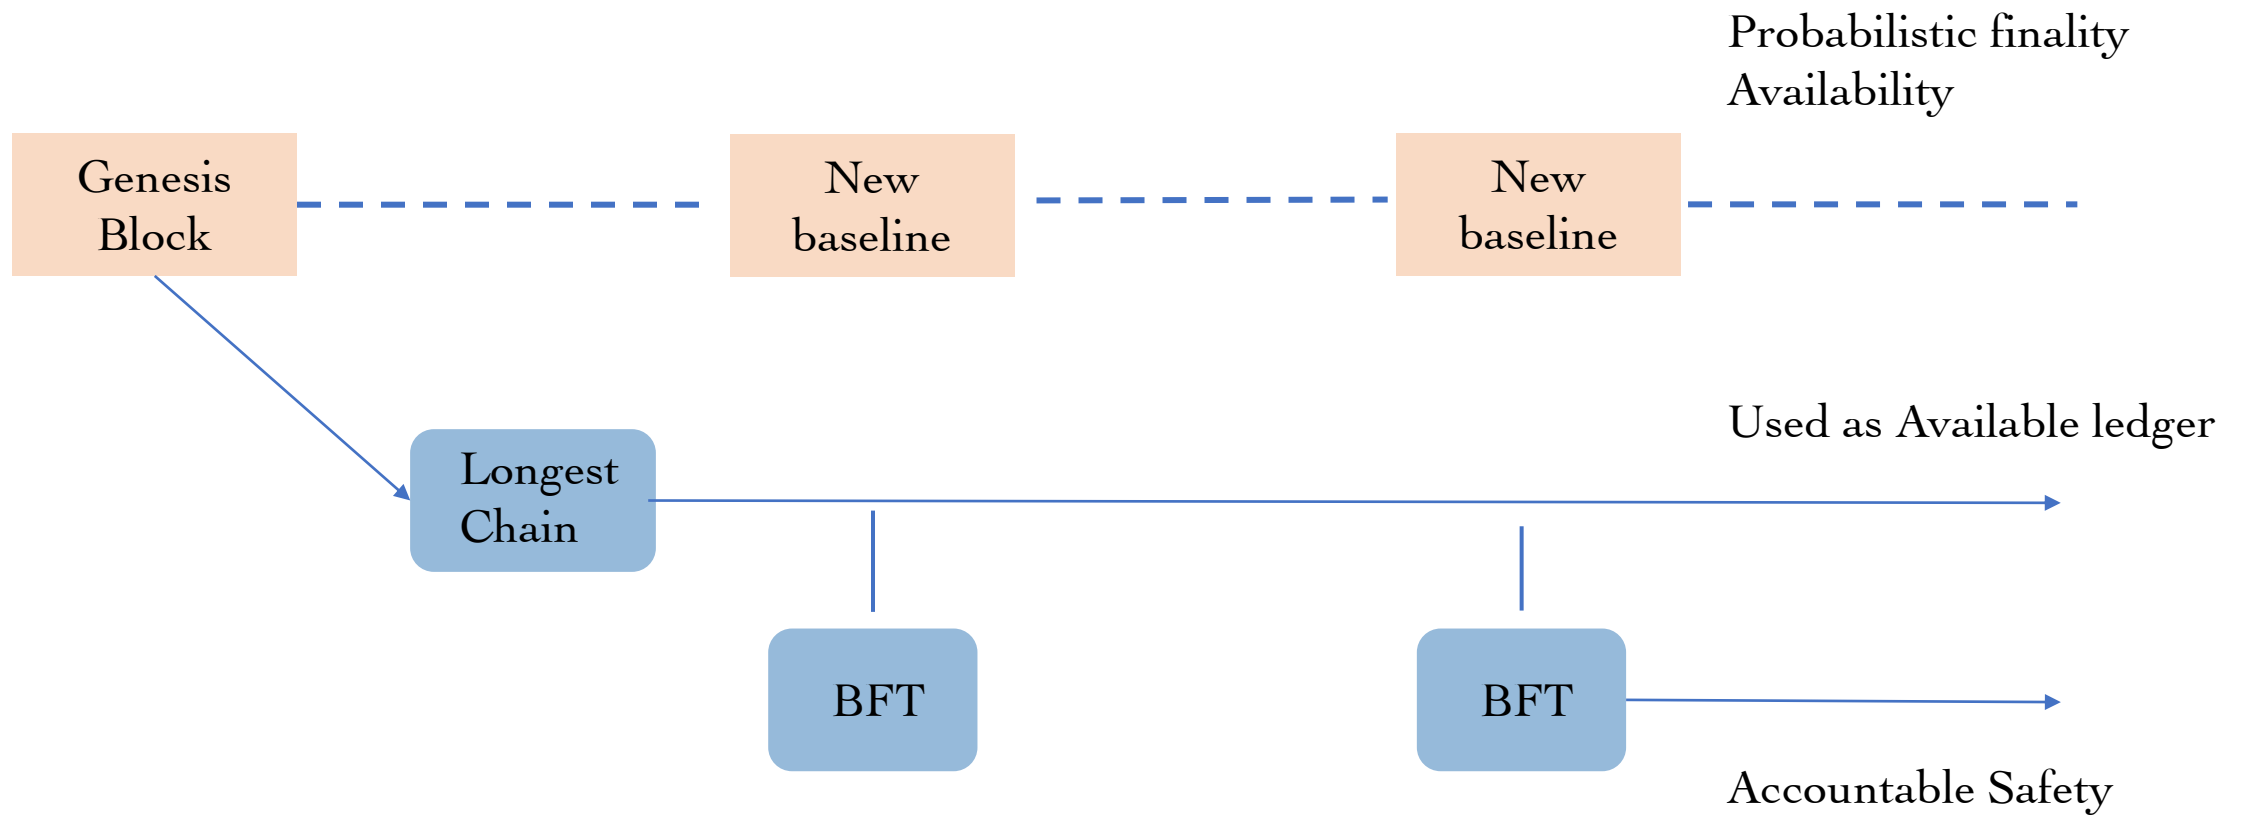 Probabilistic finality
Availability
Genesis
Block
New
baseline
New
baseline
Used as Available ledger
Longest
Chain
BFT
BFT
Accountable Safety